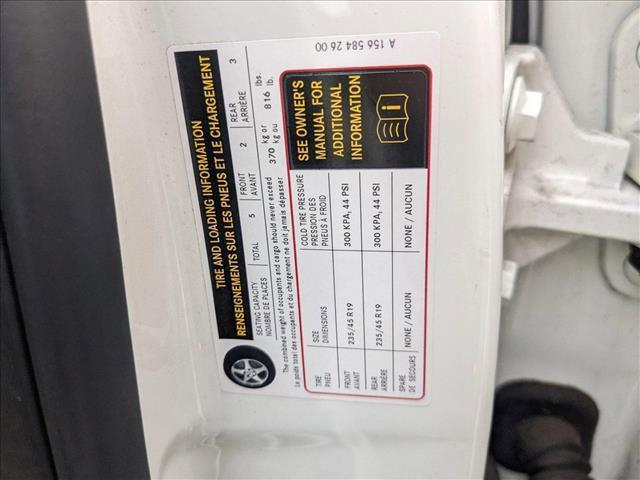 TIRE AND LOADING INFORMATION
RENSEIGNEMENTS SUR LES PNEUS ET LE CHARGEMENT
SEATING CAPACITY TOTAL 5 FRONT 2 REAR 3
NOMBRE DE PLACES AVANT ARRIÈRE
The combined weight of occupants and cargo should never exceed 370 kg or 816 lbs.
Le poids total des occupants et du chargement ne doit jamais dépasser kg ou lb.
TIRE SIZE COLD TIRE PRESSURE
PNEU DIMENSIONS PRESSION DES
PNEUS À FROID
FRONT 235/45 R19 300 KPA, 44 PSI
AVANT
REAR 235/45 R19 300 KPA, 44 PSI
ARRIÈRE
SPARE NONE / AUCUN NONE / AUCUN
DE SECOURS
SEE OWNER'S
MANUAL FOR
ADDITIONAL
INFORMATION
A 156 584 26 00